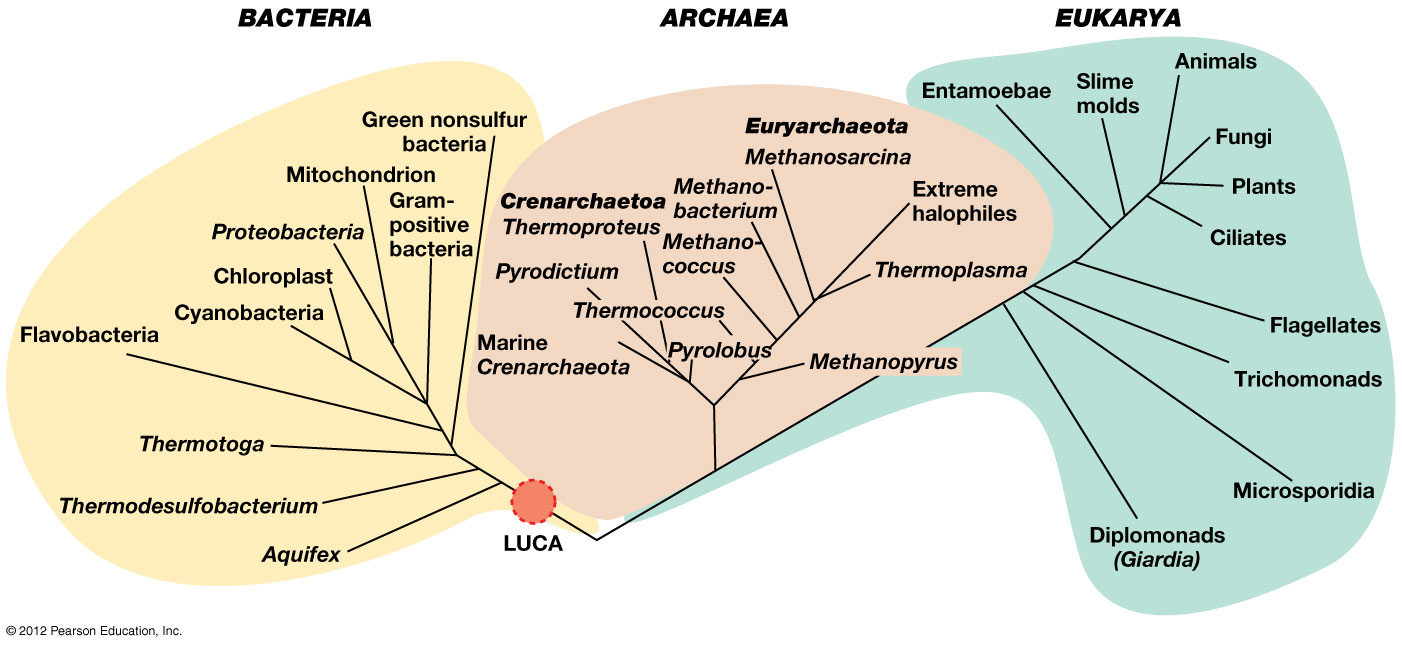 BACTERIA
ARCHAEA
EUKARYA
Green nonsulfur
bacteria
Mitochondrion
Gram-
positive
bacteria
Proteobacteria
Chloroplast
Cyanobacteria
Flavobacteria
Thermotoga
Thermodesulfobacterium
Aquifex
LUCA
Crenarchaetoa
Thermoproteus
Pyrodictium
Thermococcus
Marine
Crenarchaeota
Pyrolobus
Euryarchaeota
Methanosarcina
Methano-
bacterium
Methano-
coccus
Extreme
halophiles
Thermoplasma
Methanopyrus
Entamoebae
Slime
molds
Animals
Fungi
Plants
Ciliates
Flagellates
Trichomonads
Microsporidia
Diplomonads
(Giardia)
© 2012 Pearson Education, Inc.